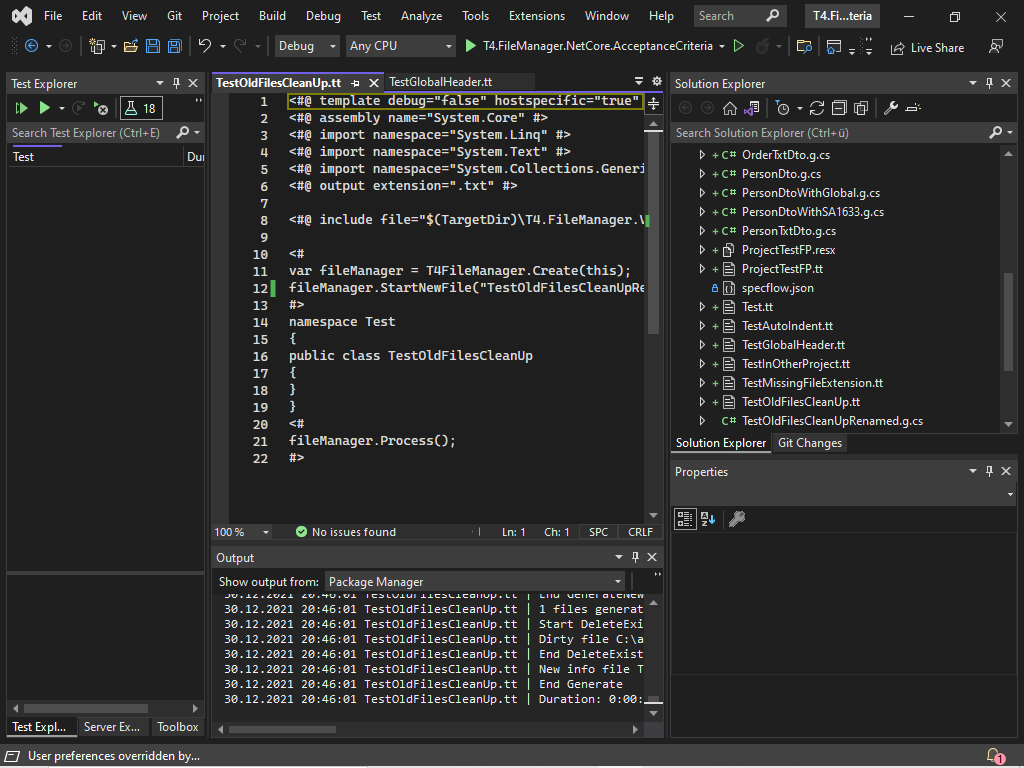 File Edit View Git Project Build Debug Test Analyze Tools Extensions Window Help Search T4.Fi...teria
Debug Any CPU T4.FileManager.NetCore.AcceptanceCriteria Live Share
Test Explorer
18
Search Test Explorer (Ctrl+E)
Test Dur
TestOldFilesCleanUp.tt TestGlobalHeader.tt
1 <#@ template debug="false" hostspecific="true"
2 <#@ assembly name="System.Core" #>
3 <#@ import namespace="System.Linq" #>
4 <#@ import namespace="System.Text" #>
5 <#@ import namespace="System.Collections.Generi
6 <#@ output extension=".txt" #>
7
8 <#@ include file="$(TargetDir)\T4.FileManager.V
9
10 <#
11 var fileManager = T4FileManager.Create(this);
12 fileManager.StartNewFile("TestOldFilesCleanUpRe
13 #>
14 namespace Test
15 {
16 public class TestOldFilesCleanUp
17 {
18 }
19 }
20 <#
21 fileManager.Process();
22 #>
100 % No issues found Ln: 1 Ch: 1 SPC CRLF
Output
Show output from: Package Manager
30.12.2021 20:46:01 TestOldFilesCleanUp.tt | End GenerateNew
30.12.2021 20:46:01 TestOldFilesCleanUp.tt | 1 files generat
30.12.2021 20:46:01 TestOldFilesCleanUp.tt | Start DeleteExi
30.12.2021 20:46:01 TestOldFilesCleanUp.tt | Dirty file C:\a
30.12.2021 20:46:01 TestOldFilesCleanUp.tt | End DeleteExist
30.12.2021 20:46:01 TestOldFilesCleanUp.tt | New info file T
30.12.2021 20:46:01 TestOldFilesCleanUp.tt | End Generate
30.12.2021 20:46:01 TestOldFilesCleanUp.tt | Duration: 0:00:
Solution Explorer
Search Solution Explorer (Ctrl+ü)
C# OrderTxtDto.g.cs
C# PersonDto.g.cs
C# PersonDtoWithGlobal.g.cs
C# PersonDtoWithSA1633.g.cs
C# PersonTxtDto.g.cs
ProjectTestFP.resx
ProjectTestFP.tt
specflow.json
Test.tt
TestAutoIndent.tt
TestGlobalHeader.tt
TestInOtherProject.tt
TestMissingFileExtension.tt
TestOldFilesCleanUp.tt
C# TestOldFilesCleanUpRenamed.g.cs
Solution Explorer Git Changes
Properties
Test Expl... Server Ex... Toolbox
User preferences overridden by... 1